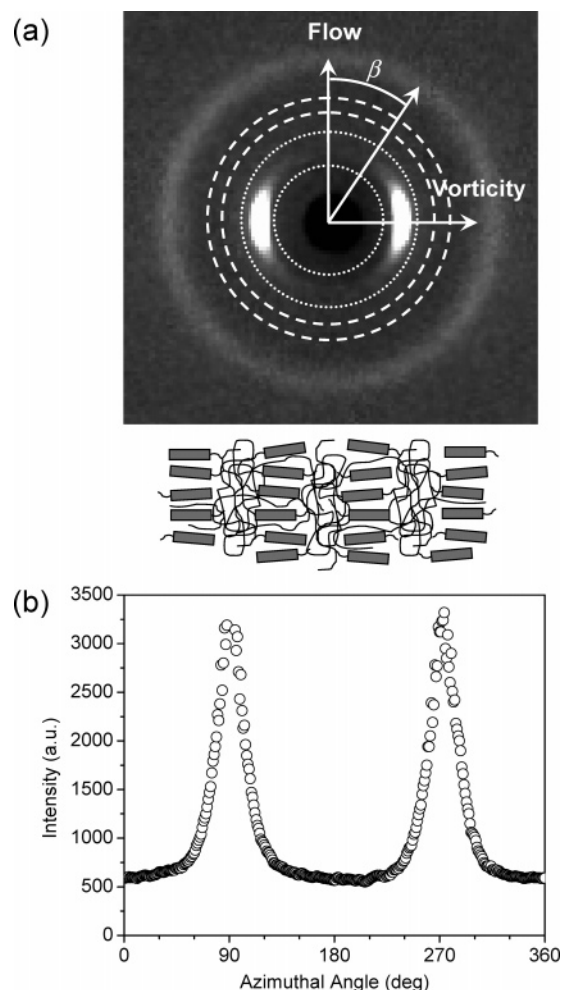 (a)
Flow
β
Vorticity
(b)
3500
3000
2500
2000
1500
1000
500
0
Intensity (a.u.)
0 90 180 270 360
Azimuthal Angle (deg)